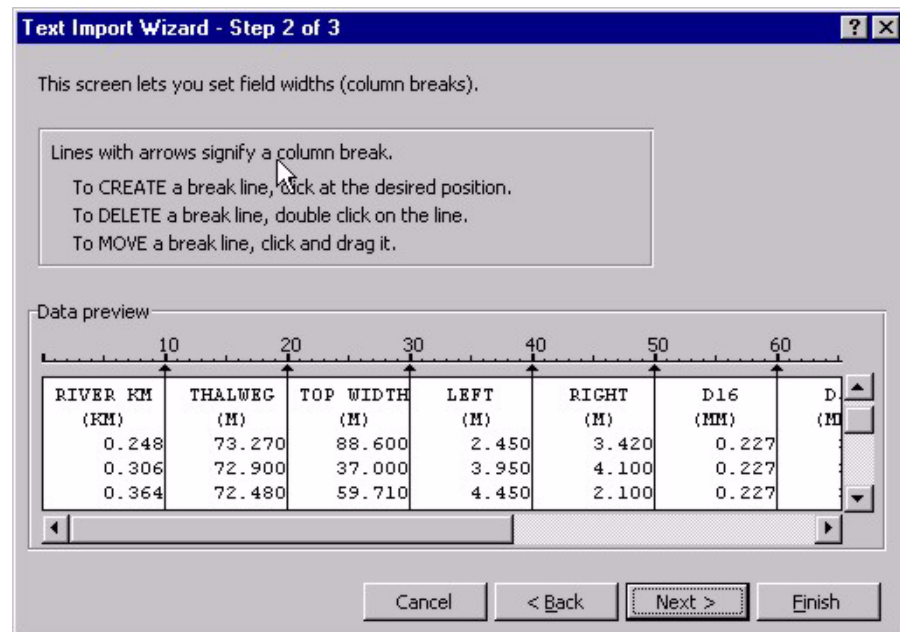 Text Import Wizard - Step 2 of 3
This screen lets you set field widths (column breaks).
Lines with arrows signify a column break.
To CREATE a break line, click at the desired position.
To DELETE a break line, double click on the line.
To MOVE a break line, click and drag it.
Data preview
10 20 30 40 50 60
RIVER KM THALWEG TOP WIDTH LEFT RIGHT D16 D
(KM) (M) (M) (M) (M) (MM) (M
0.248 73.270 88.600 2.450 3.420 0.227
0.306 72.900 37.000 3.950 4.100 0.227
0.364 72.480 59.710 4.450 2.100 0.227
Cancel < Back Next > Finish